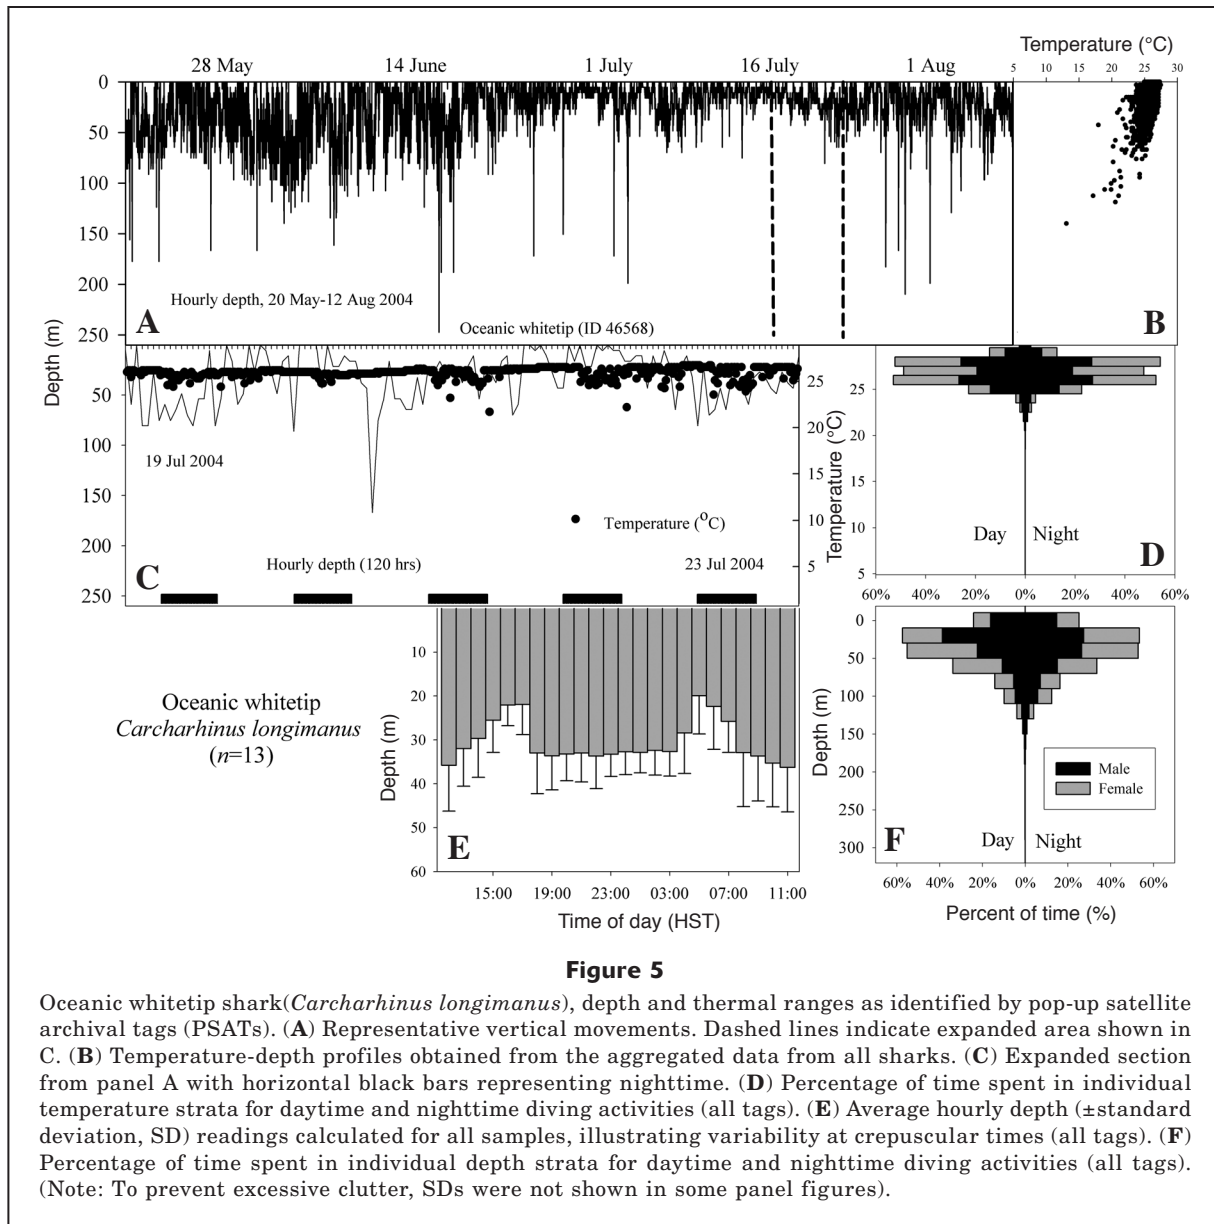 Temperature (°C)
28 May 14 June 1 July 16 July 1 Aug 5 10 15 20 25 30
0
50
100
150
200
250
Depth (m)
Hourly depth, 20 May-12 Aug 2004
A
Oceanic whitetip (ID 46568)
B
50
100
150
200
250
25
20
15
10
5
Temperature (°C)
19 Jul 2004
Temperature (°C)
Hourly depth (120 hrs)
23 Jul 2004
C
25
25
20
15
10
5
Day Night
D
60% 40% 20% 0% 20% 40% 60%
Oceanic whitetip
Carcharhinus longimanus
(n=13)
10
20
30
40
50
60
Depth (m)
E
15:00 19:00 23:00 03:00 07:00 11:00
Time of day (HST)
0
50
100
150
200
250
300
Depth (m)
Male
Female
Day Night
F
60% 40% 20% 0% 20% 40% 60%
Percent of time (%)
Figure 5
Oceanic whitetip shark(Carcharhinus longimanus), depth and thermal ranges as identified by pop-up satellite
archival tags (PSATs). (A) Representative vertical movements. Dashed lines indicate expanded area shown in
C. (B) Temperature-depth profiles obtained from the aggregated data from all sharks. (C) Expanded section
from panel A with horizontal black bars representing nighttime. (D) Percentage of time spent in individual
temperature strata for daytime and nighttime diving activities (all tags). (E) Average hourly depth (±standard
deviation, SD) readings calculated for all samples, illustrating variability at crepuscular times (all tags). (F)
Percentage of time spent in individual depth strata for daytime and nighttime diving activities (all tags).
(Note: To prevent excessive clutter, SDs were not shown in some panel figures).